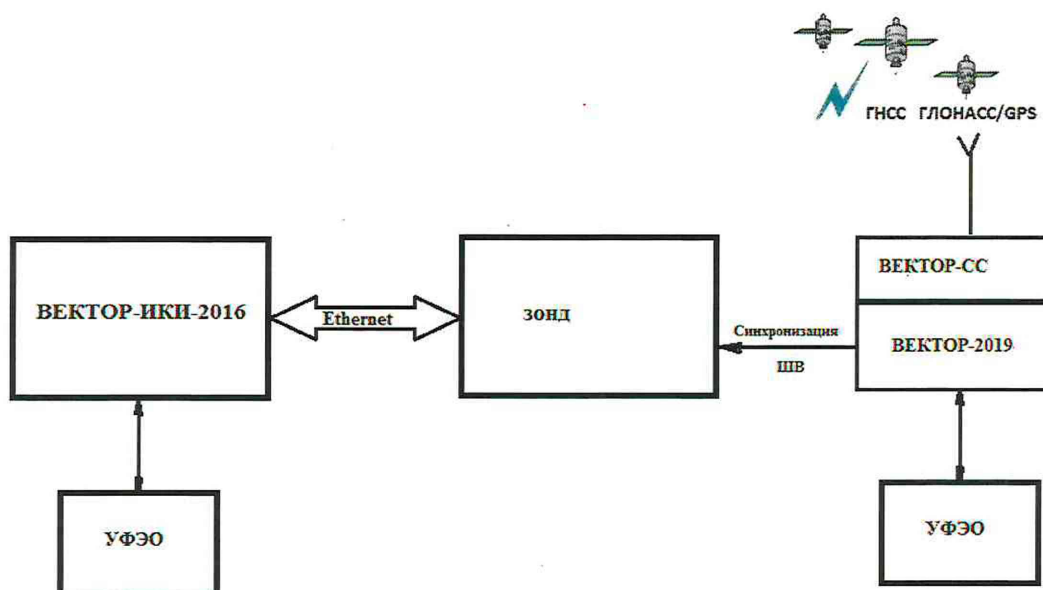 ГНСС ГЛОНАСС/GPS
ВЕКТОР-СС
ВЕКТОР-ИКИ-2016
Ethernet
зонд
Синхронизация
ШВ
ВЕКТОР-2019
УФЭО
УФЭО